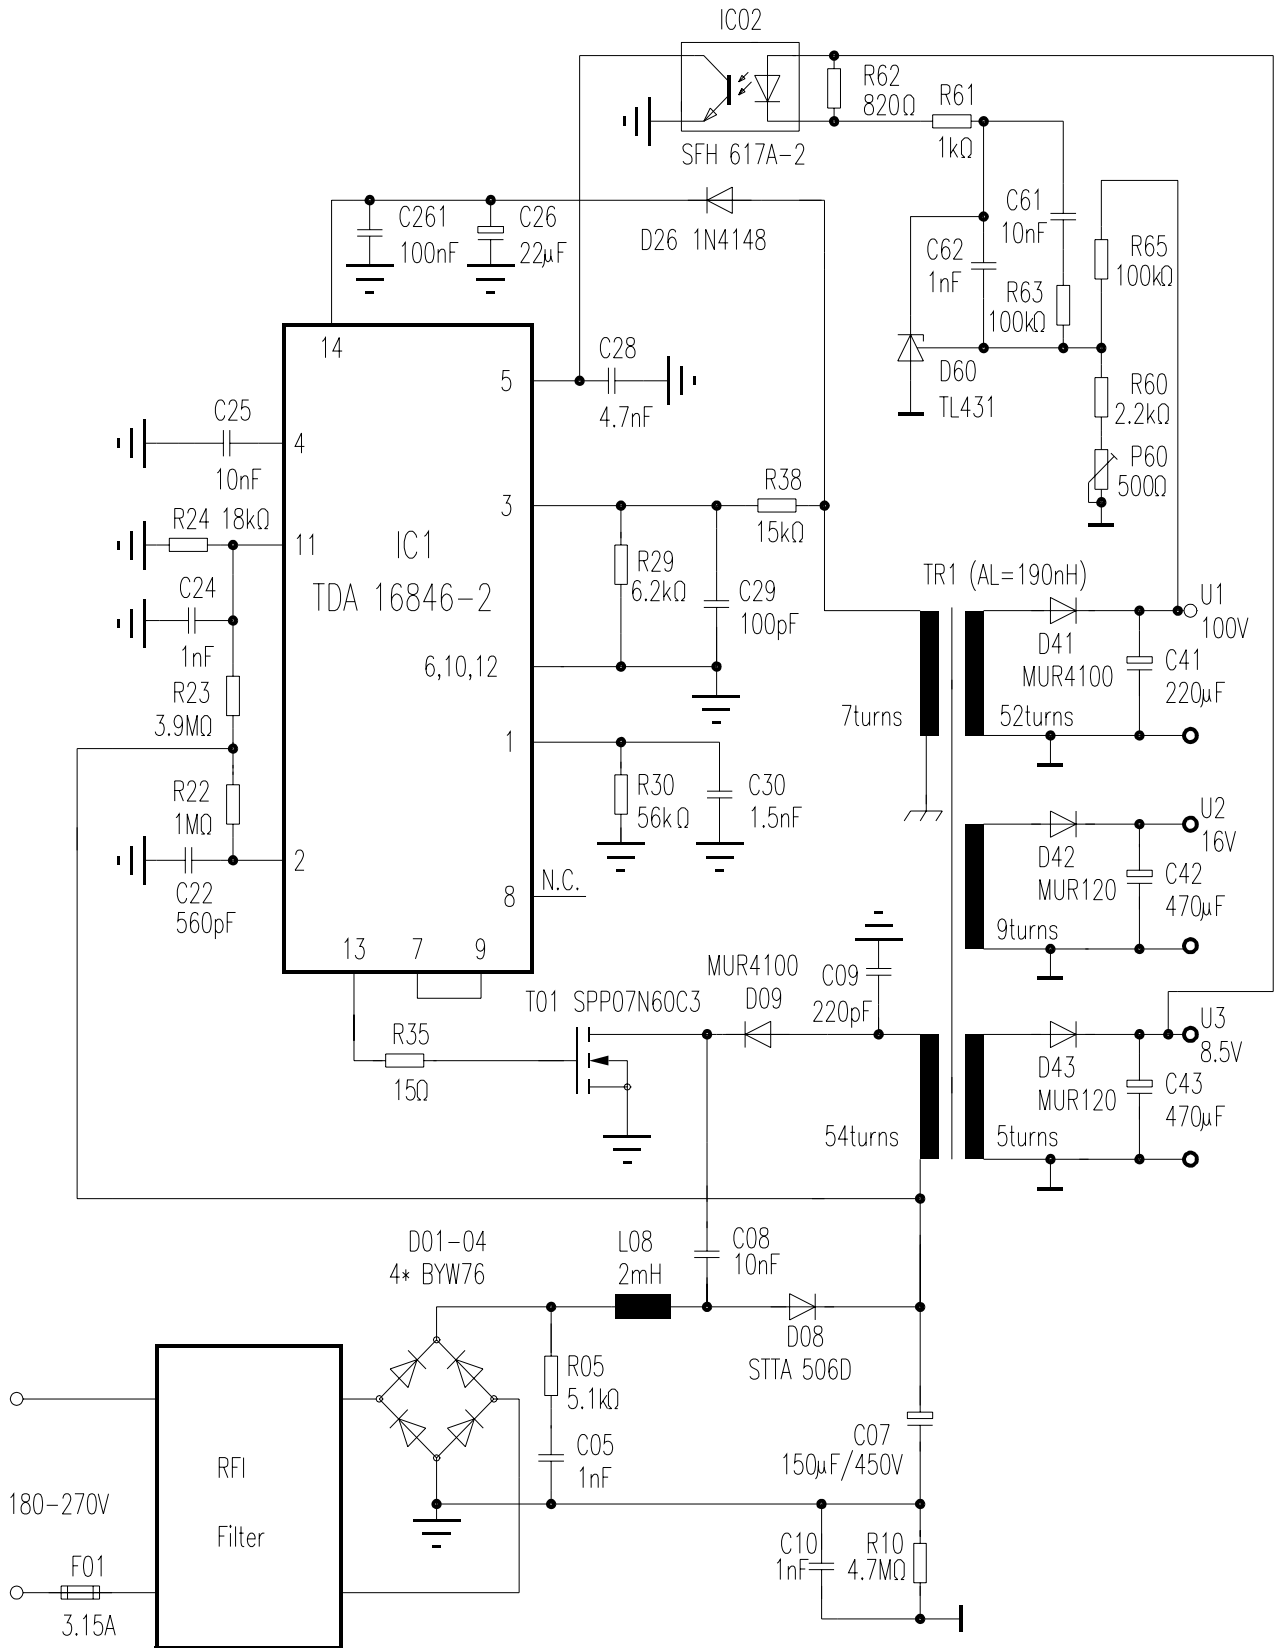 IC02
R62
820Ω
R61
1kΩ
SFH 617A-2
C261
100nF
C26
22µF
D26 1N4148
C61
10nF
C62
1nF
R63
100kΩ
R65
100kΩ
14
5
C28
4.7nF
D60
TL431
R60
2.2kΩ
P60
500Ω
C25
10nF
4
3
R38
15kΩ
R24 18kΩ
11
IC1
TDA 16846-2
R29
6.2kΩ
C29
100pF
TR1 (AL=190nH)
C24
1nF
R23
3.9MΩ
6,10,12
U1
100V
D41
MUR4100
C41
220µF
7turns
52turns
1
R30
56kΩ
C30
1.5nF
R22
1MΩ
2
C22
560pF
8
N.C.
U2
16V
D42
MUR120
C42
470µF
9turns
13
7
9
T01 SPP07N60C3
MUR4100
D09
C09
220pF
R35
15Ω
U3
8.5V
D43
MUR120
C43
470µF
54turns
5turns
D01-04
4* BYW76
L08
2mH
C08
10nF
D08
STTA 506D
R05
5.1kΩ
C05
1nF
C07
150µF/450V
RFI
Filter
180-270V
F01
3.15A
C10
1nF
R10
4.7MΩ